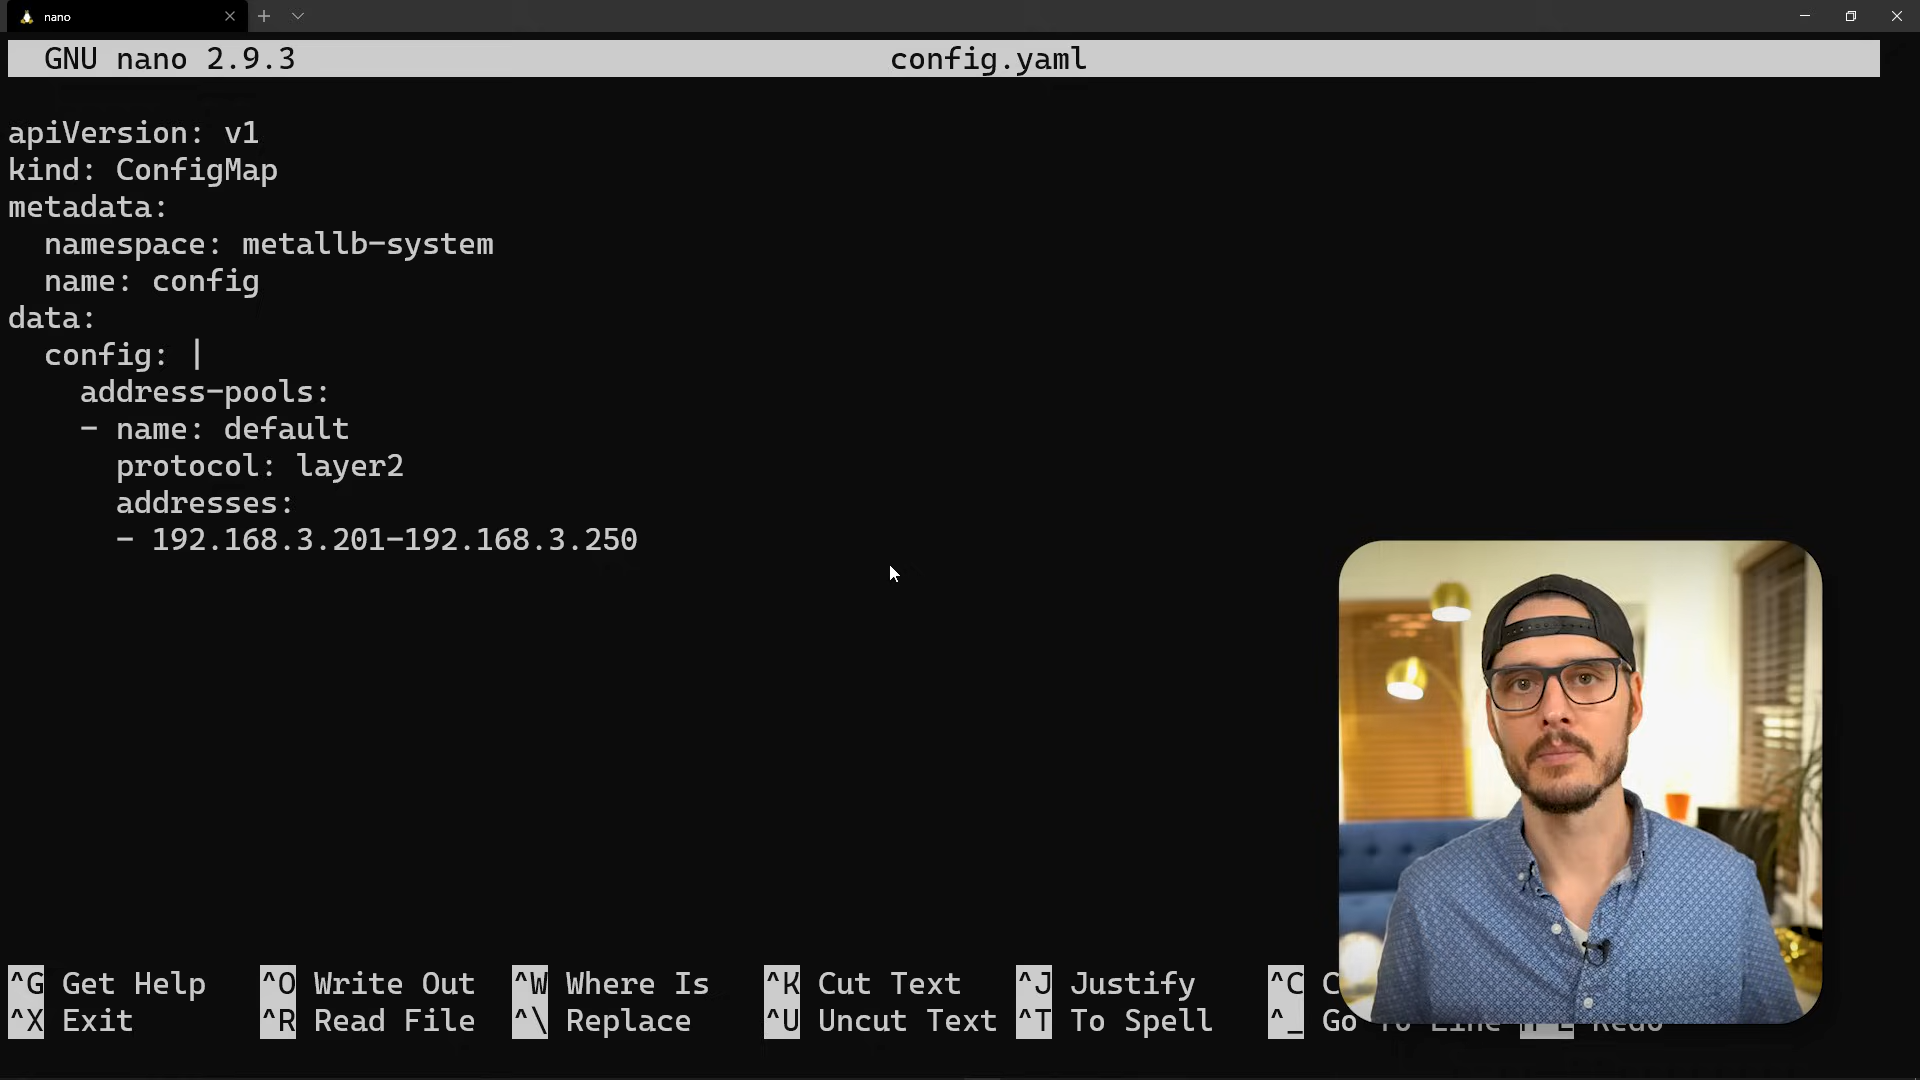 nano
GNU nano 2.9.3 config.yaml
apiVersion: v1
kind: ConfigMap
metadata:
  namespace: metallb-system
  name: config
data:
  config: |
    address-pools:
    - name: default
      protocol: layer2
      addresses:
      - 192.168.3.201-192.168.3.250
^G Get Help ^O Write Out ^W Where Is ^K Cut Text ^J Justify ^C C
^X Exit ^R Read File ^\ Replace ^U Uncut Text ^T To Spell ^_ Go To Line M-E Redo